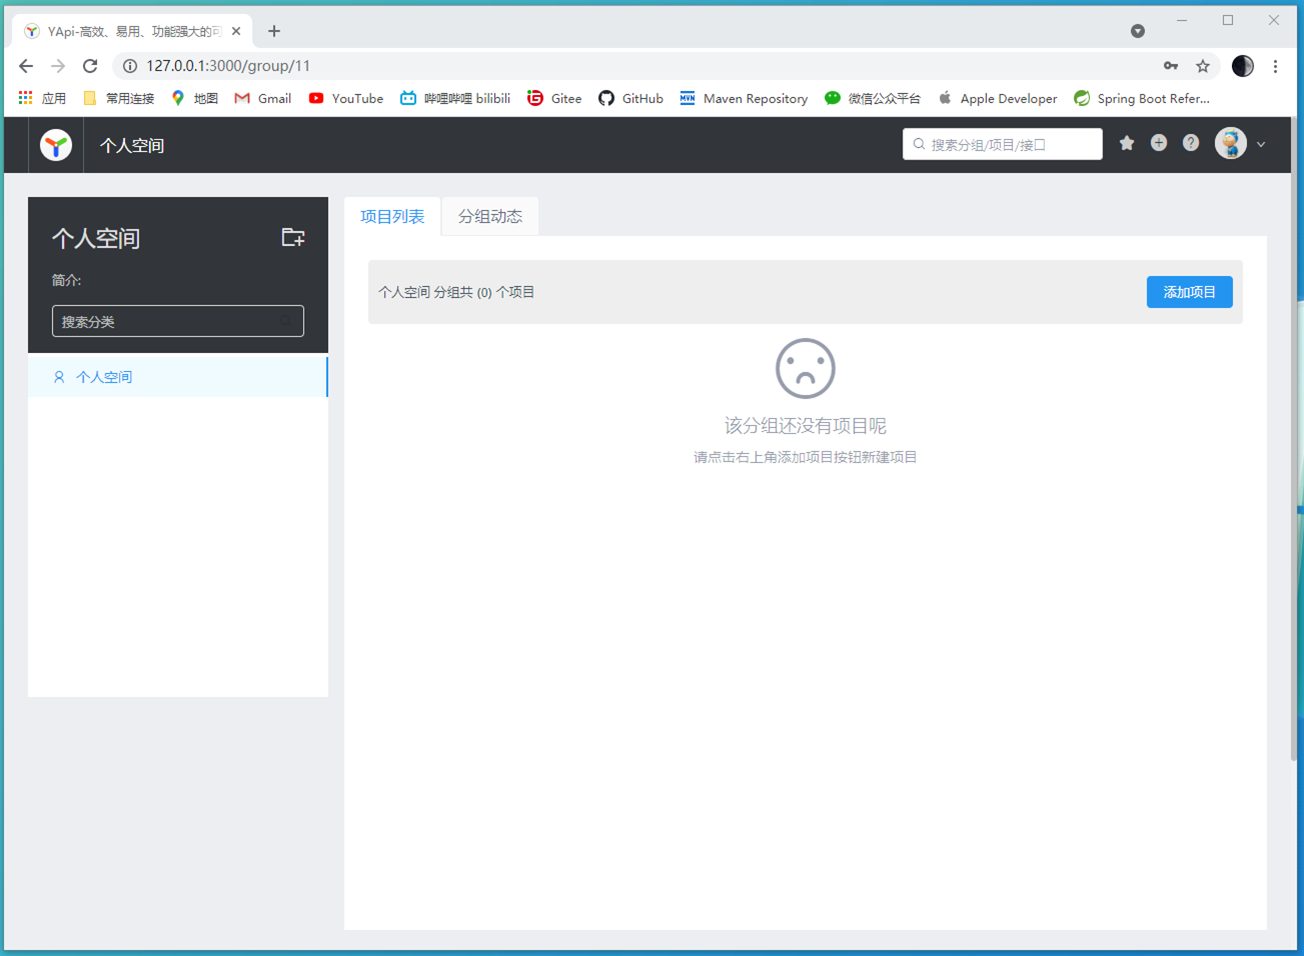 YApi-高效、易用、功能强大的可
127.0.0.1:3000/group/11
应用 常用连接 地图 Gmail YouTube 哔哩哔哩 bilibili Gitee GitHub Maven Repository 微信公众平台 Apple Developer Spring Boot Refer...
个人空间 搜索分组/项目/接口
个人空间
简介:
搜索分类
个人空间
项目列表 分组动态
个人空间 分组共 (0) 个项目 添加项目
该分组还没有项目呢
请点击右上角添加项目按钮新建项目